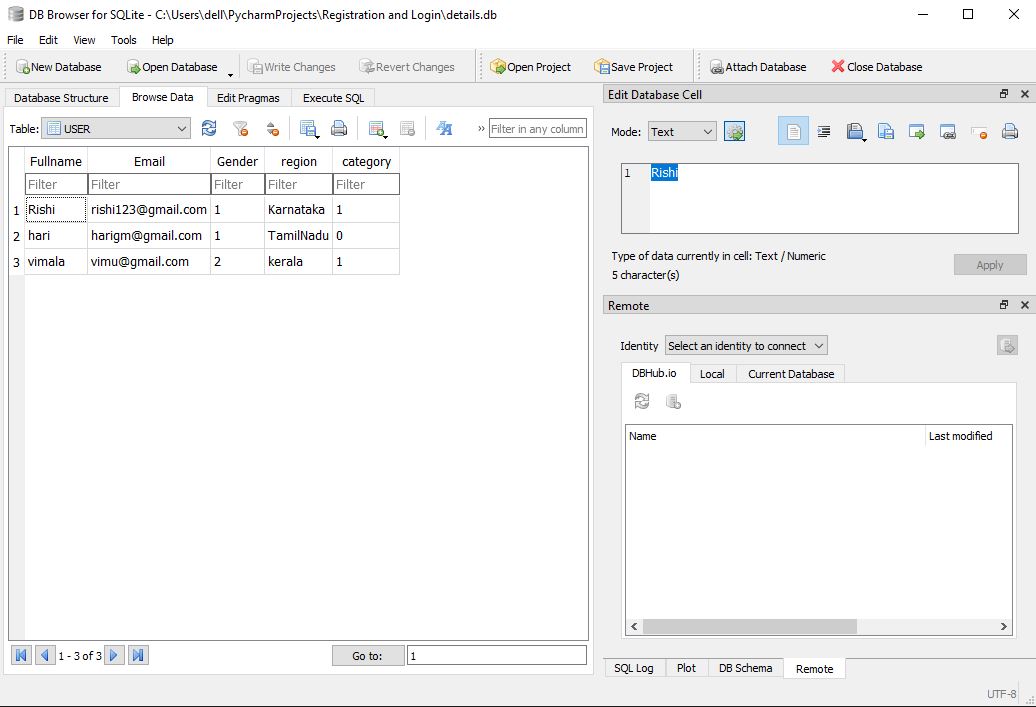 DB Browser for SQLite - C:\Users\dell\PycharmProjects\Registration and Login\details.db
File Edit View Tools Help
New Database Open Database Write Changes Revert Changes Open Project Save Project Attach Database Close Database
Database Structure Browse Data Edit Pragmas Execute SQL
Table: USER » Filter in any column
Fullname Email Gender region category
Filter Filter Filter Filter Filter
1 Rishi rishi123@gmail.com 1 Karnataka 1
2 hari harigm@gmail.com 1 TamilNadu 0
3 vimala vimu@gmail.com 2 kerala 1
1 - 3 of 3 Go to: 1
Edit Database Cell
Mode: Text
1 Rishi
Type of data currently in cell: Text / Numeric
5 character(s)
Apply
Remote
Identity Select an identity to connect
DBHub.io Local Current Database
Name Last modified
SQL Log Plot DB Schema Remote
UTF-8